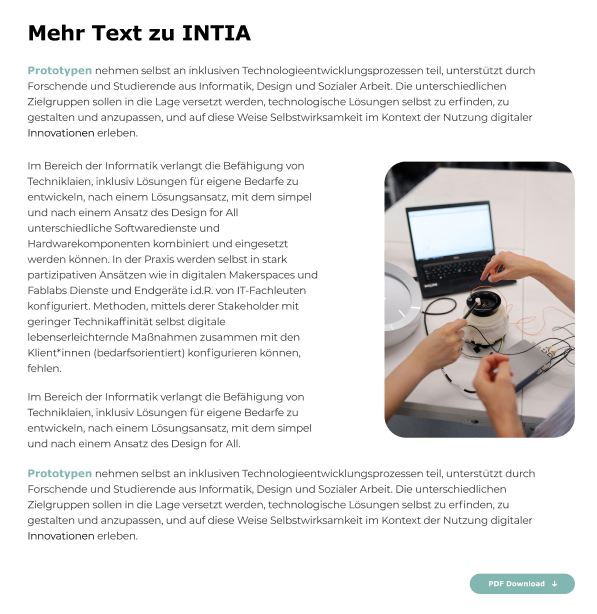 Mehr Text zu INTIA
Prototypen nehmen selbst an inklusiven Technologieentwicklungsprozessen teil, unterstützt durch
Forschende und Studierende aus Informatik, Design und Sozialer Arbeit. Die unterschiedlichen
Zielgruppen sollen in die Lage versetzt werden, technologische Lösungen selbst zu erfinden, zu
gestalten und anzupassen, und auf diese Weise Selbstwirksamkeit im Kontext der Nutzung digitaler
Innovationen erleben.
Im Bereich der Informatik verlangt die Befähigung von
Techniklaien, inklusiv Lösungen für eigene Bedarfe zu
entwickeln, nach einem Lösungsansatz, mit dem simpel
und nach einem Ansatz des Design for All
unterschiedliche Softwaredienste und
Hardwarekomponenten kombiniert und eingesetzt
werden können. In der Praxis werden selbst in stark
partizipativen Ansätzen wie in digitalen Makerspaces und
Fablabs Dienste und Endgeräte i.d.R. von IT-Fachleuten
konfiguriert. Methoden, mittels derer Stakeholder mit
geringer Technikaffinität selbst digitale
lebenserleichternde Maßnahmen zusammen mit den
Klient*innen (bedarfsorientiert) konfigurieren können,
fehlen.
Im Bereich der Informatik verlangt die Befähigung von
Techniklaien, inklusiv Lösungen für eigene Bedarfe zu
entwickeln, nach einem Lösungsansatz, mit dem simpel
und nach einem Ansatz des Design for All.
Prototypen nehmen selbst an inklusiven Technologieentwicklungsprozessen teil, unterstützt durch
Forschende und Studierende aus Informatik, Design und Sozialer Arbeit. Die unterschiedlichen
Zielgruppen sollen in die Lage versetzt werden, technologische Lösungen selbst zu erfinden, zu
gestalten und anzupassen, und auf diese Weise Selbstwirksamkeit im Kontext der Nutzung digitaler
Innovationen erleben.
PDF Download ↓